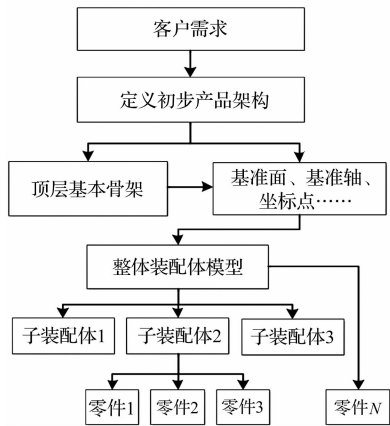 客户需求
定义初步产品架构
顶层基本骨架
基准面、基准轴、
坐标点……
整体装配体模型
子装配体1
子装配体2
子装配体3
零件1
零件2
零件3
零件N